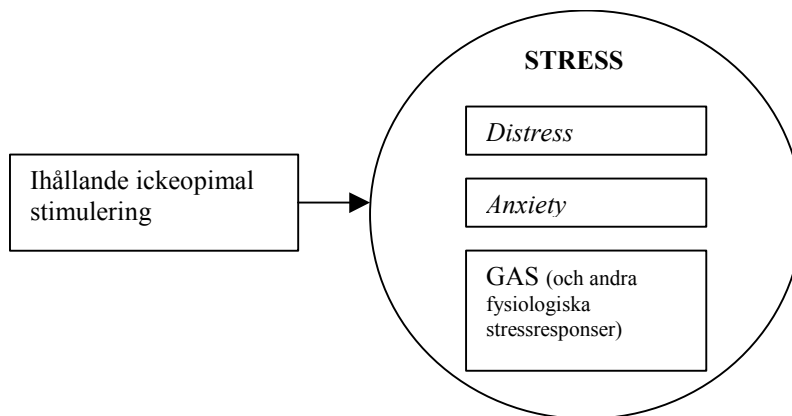 STRESS
Distress
Ihållande ickeopimal
stimulering
Anxiety
GAS (och andra
fysiologiska
stressresponser)